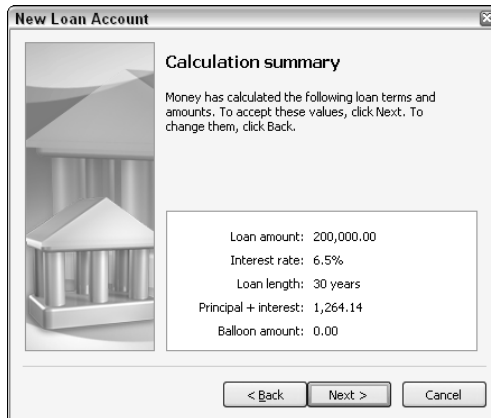 New Loan Account
Calculation summary
Money has calculated the following loan terms and
amounts. To accept these values, click Next. To
change them, click Back.
Loan amount: 200,000.00
Interest rate: 6.5%
Loan length: 30 years
Principal + interest: 1,264.14
Balloon amount: 0.00
< Back Next > Cancel